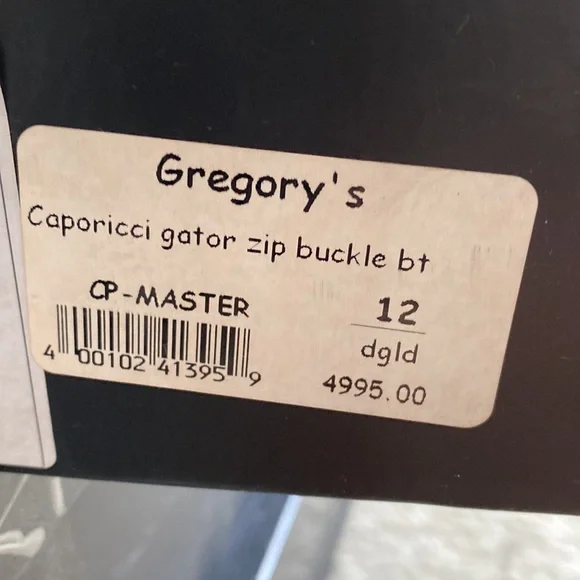 Gregory's
Caporicci gator zip buckle bt
CP-MASTER
12
dgld
4995.00
4 00102 41395 9